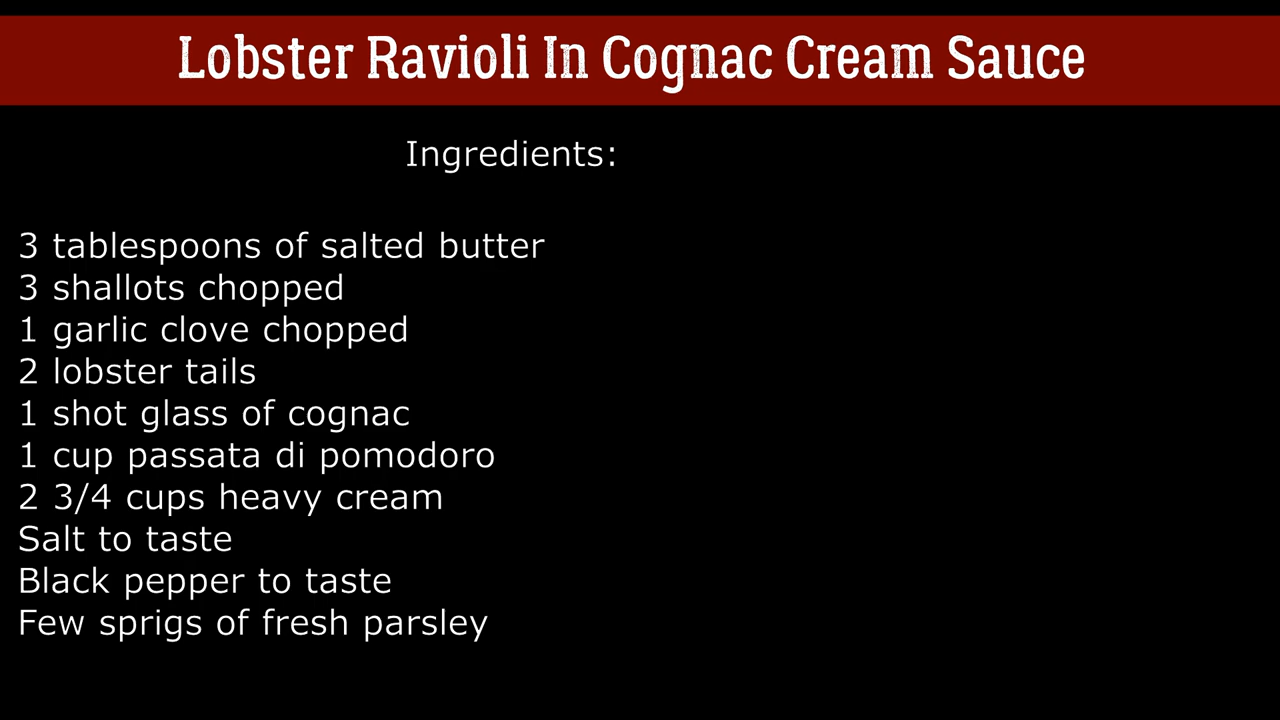 Lobster Ravioli In Cognac Cream Sauce
Ingredients:
3 tablespoons of salted butter
3 shallots chopped
1 garlic clove chopped
2 lobster tails
1 shot glass of cognac
1 cup passata di pomodoro
2 3/4 cups heavy cream
Salt to taste
Black pepper to taste
Few sprigs of fresh parsley